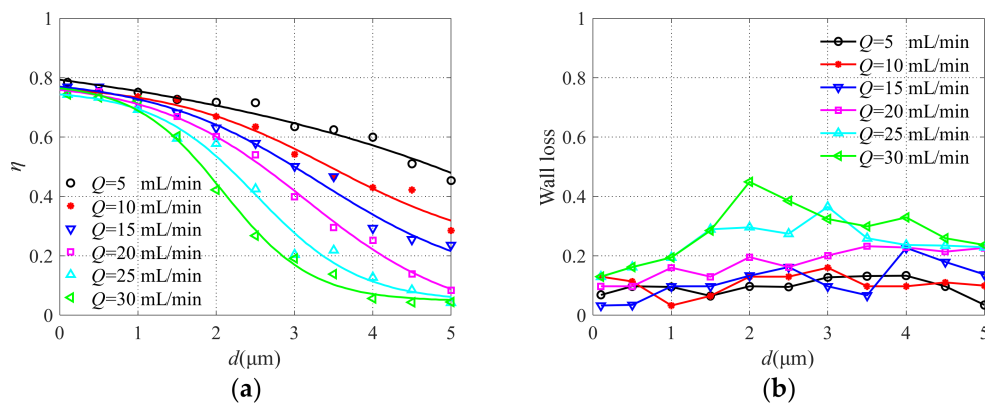 1
0.8
0.6
0.4
0.2
0
η
Q=5 mL/min
Q=10 mL/min
Q=15 mL/min
Q=20 mL/min
Q=25 mL/min
Q=30 mL/min
0 1 2 3 4 5
d(μm)
(a)
1
0.8
0.6
0.4
0.2
0
Wall loss
Q=5 mL/min
Q=10 mL/min
Q=15 mL/min
Q=20 mL/min
Q=25 mL/min
Q=30 mL/min
0 1 2 3 4 5
d(μm)
(b)